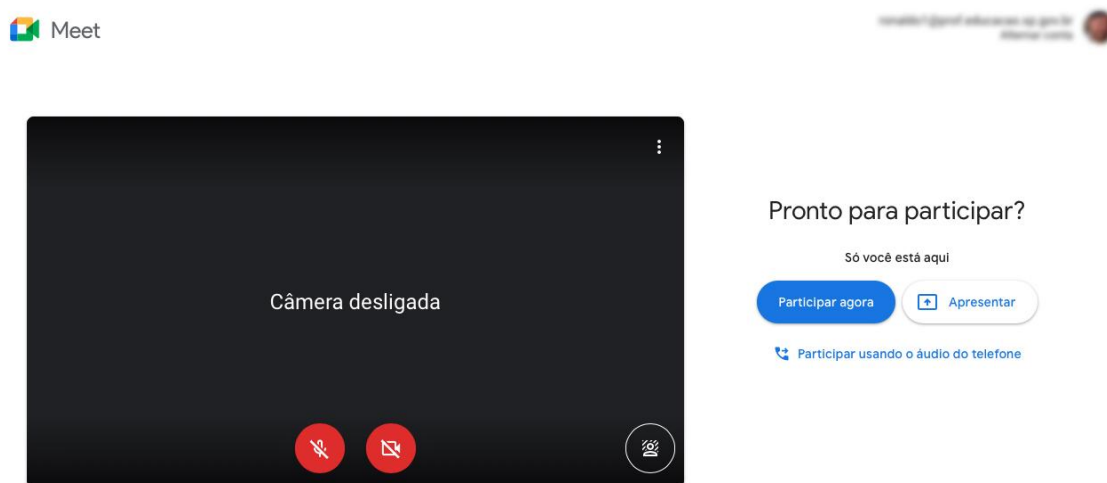 Meet
Câmera desligada
Pronto para participar?
Só você está aqui
Participar agora
Apresentar
Participar usando o áudio do telefone